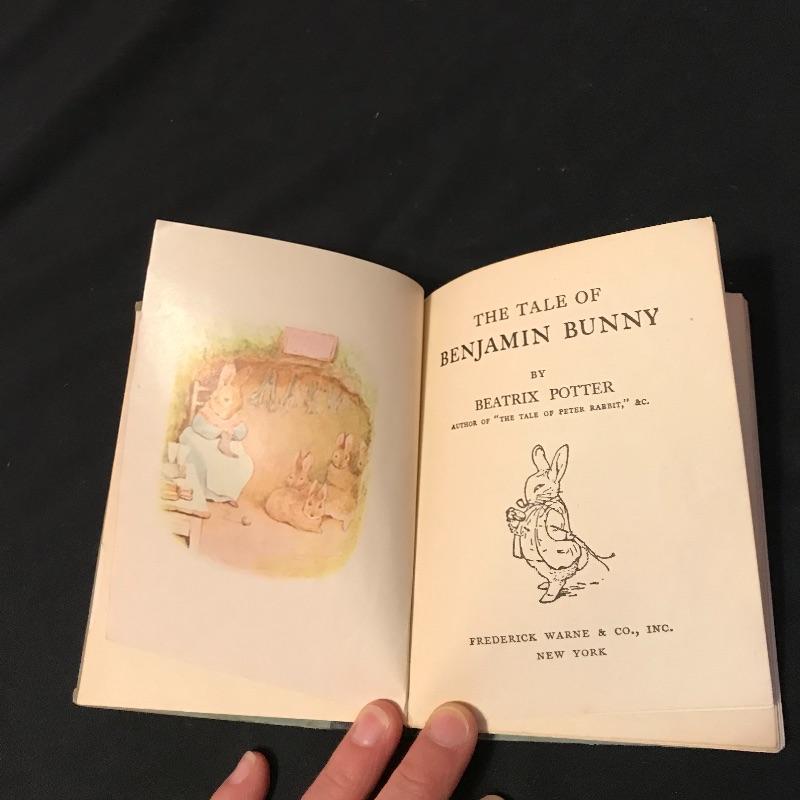 THE TALE OF
BENJAMIN BUNNY
BY
BEATRIX POTTER
AUTHOR OF "THE TALE OF PETER RABBIT," &C.
FREDERICK WARNE & CO., INC.
NEW YORK